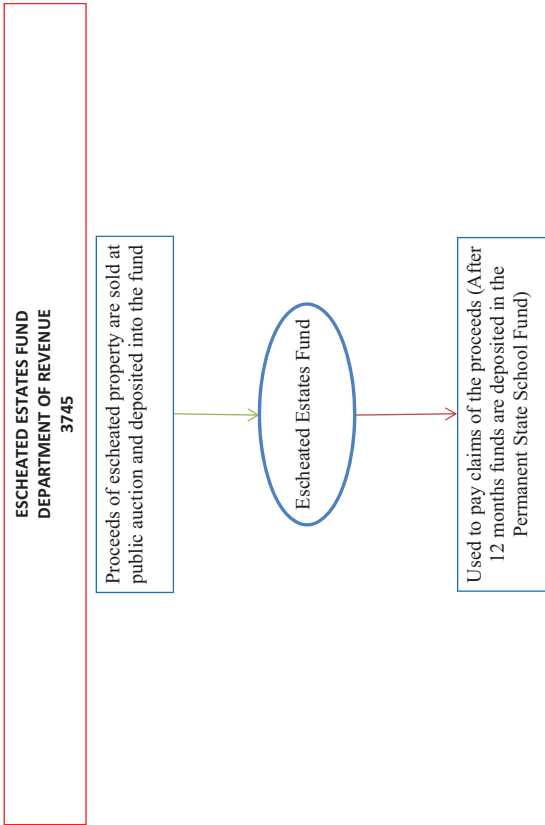 ESCHEATED ESTATES FUND
DEPARTMENT OF REVENUE
3745
Proceeds of escheated property are sold at
public auction and deposited into the fund
Escheated Estates Fund
Used to pay claims of the proceeds (After
12 months funds are deposited in the
Permanent State School Fund)